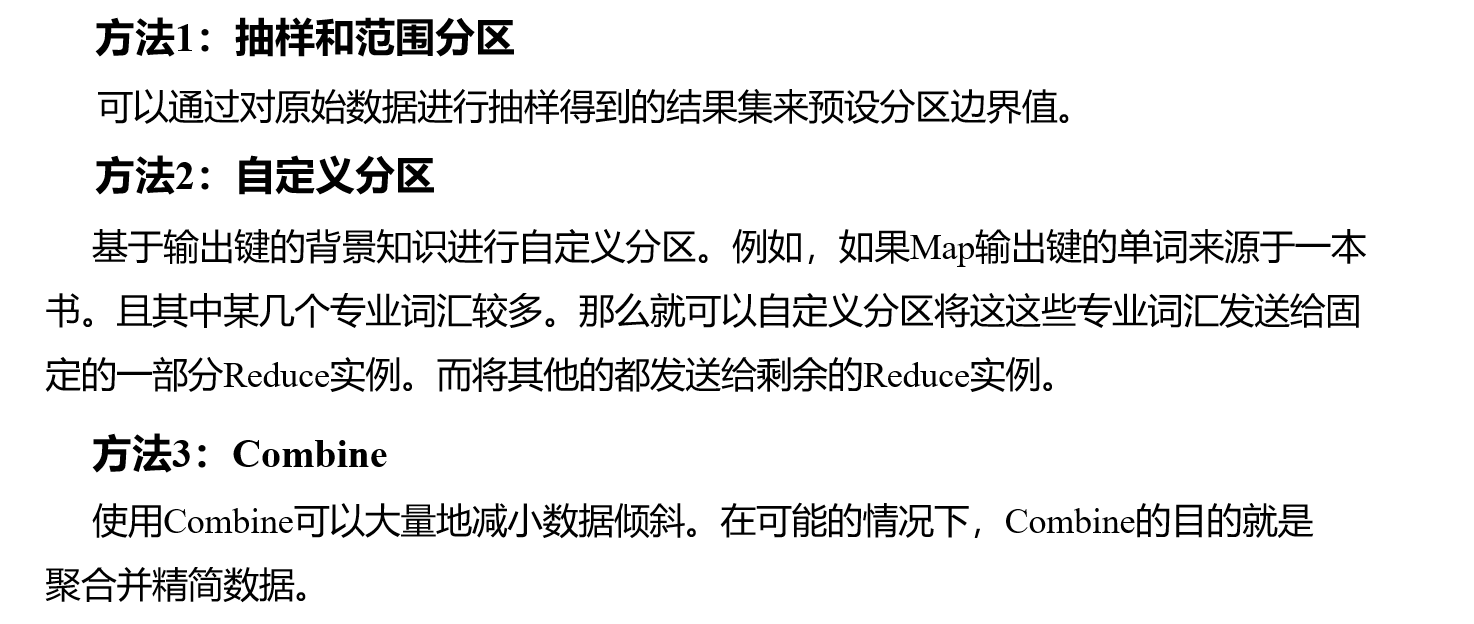 方法1：抽样和范围分区
可以通过对原始数据进行抽样得到的结果集来预设分区边界值。
方法2：自定义分区
基于输出键的背景知识进行自定义分区。例如，如果Map输出键的单词来源于一本
书。且其中某几个专业词汇较多。那么就可以自定义分区将这这些专业词汇发送给固
定的一部分Reduce实例。而将其他的都发送给剩余的Reduce实例。
方法3：Combine
使用Combine可以大量地减小数据倾斜。在可能的情况下，Combine的目的就是
聚合并精简数据。